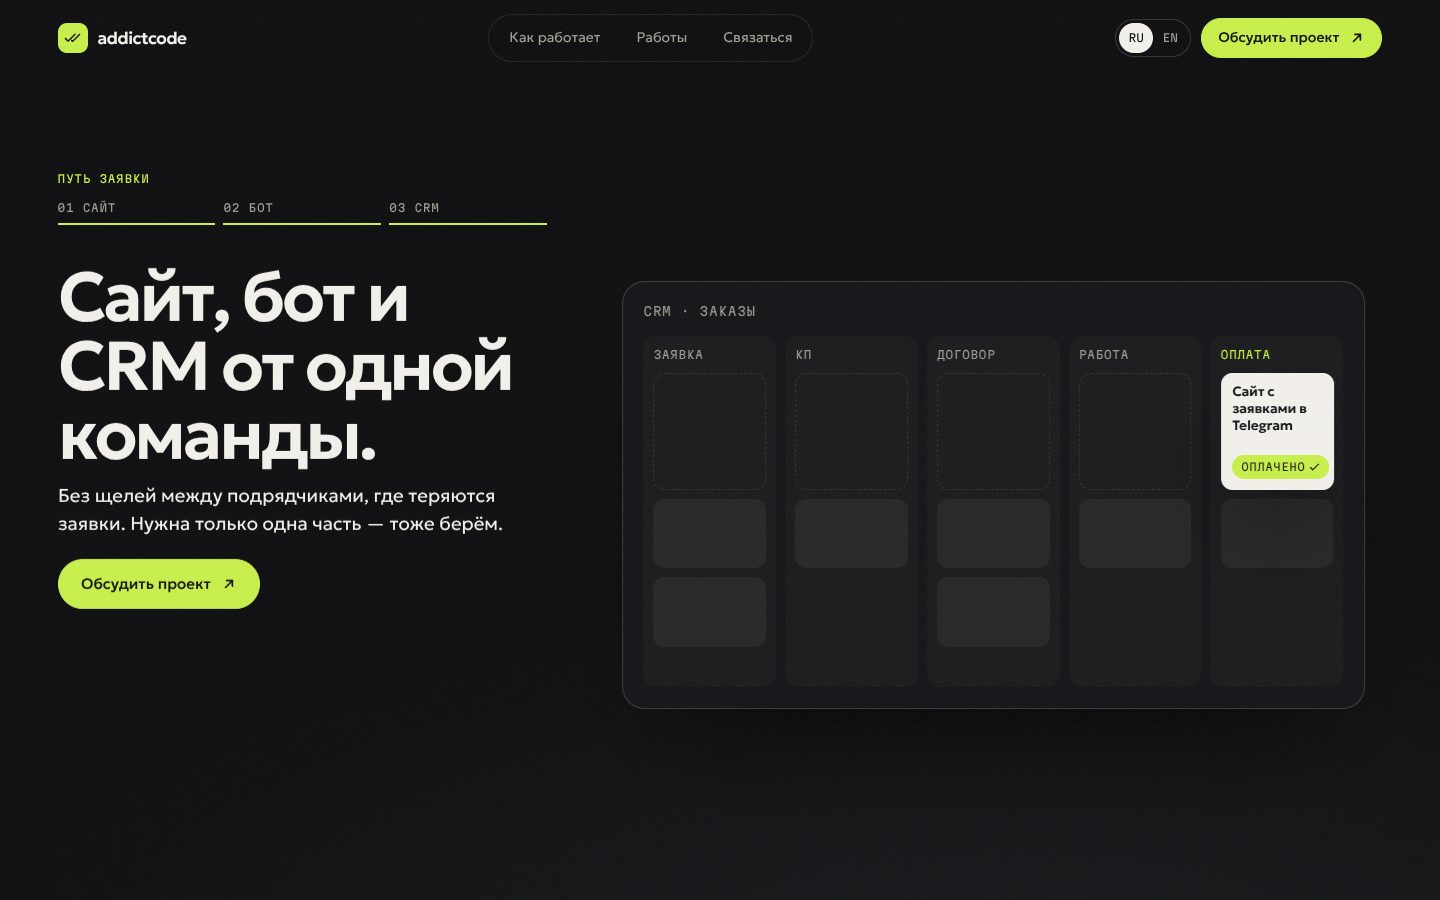 addictcode
Как работает
Работы
Связаться
RU
EN
Обсудить проект
ПУТЬ ЗАЯВКИ
01 САЙТ
02 БОТ
03 CRM
Сайт, бот и
CRM от одной
команды.
Без щелей между подрядчиками, где теряются
заявки. Нужна только одна часть — тоже берём.
Обсудить проект
CRM · ЗАКАЗЫ
ЗАЯВКА
КП
ДОГОВОР
РАБОТА
ОПЛАТА
Сайт с
заявками в
Telegram
ОПЛАЧЕНО